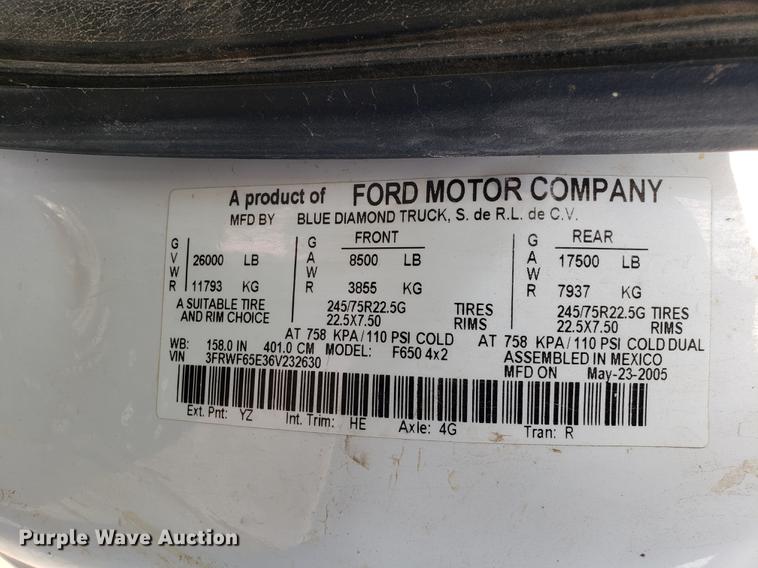 A product of FORD MOTOR COMPANY
MFD BY BLUE DIAMOND TRUCK, S. de R.L. de C.V.
GVWR 26000 LB 11793 KG
A SUITABLE TIRE AND RIM CHOICE
FRONT
GAWR 8500 LB 3855 KG
245/75R22.5G TIRES
22.5X7.50 RIMS
AT 758 KPA/110 PSI COLD
REAR
GAWR 17500 LB 7937 KG
245/75R22.5G TIRES
22.5X7.50 RIMS
AT 758 KPA/110 PSI COLD DUAL
WB: 158.0 IN 401.0 CM MODEL: F650 4x2 ASSEMBLED IN MEXICO
VIN 3FRWF65E36V232630 MFD ON May-23-2005
Ext. Pnt: YZ Int. Trim: HE Axle: 4G Tran: R
Purple Wave Auction